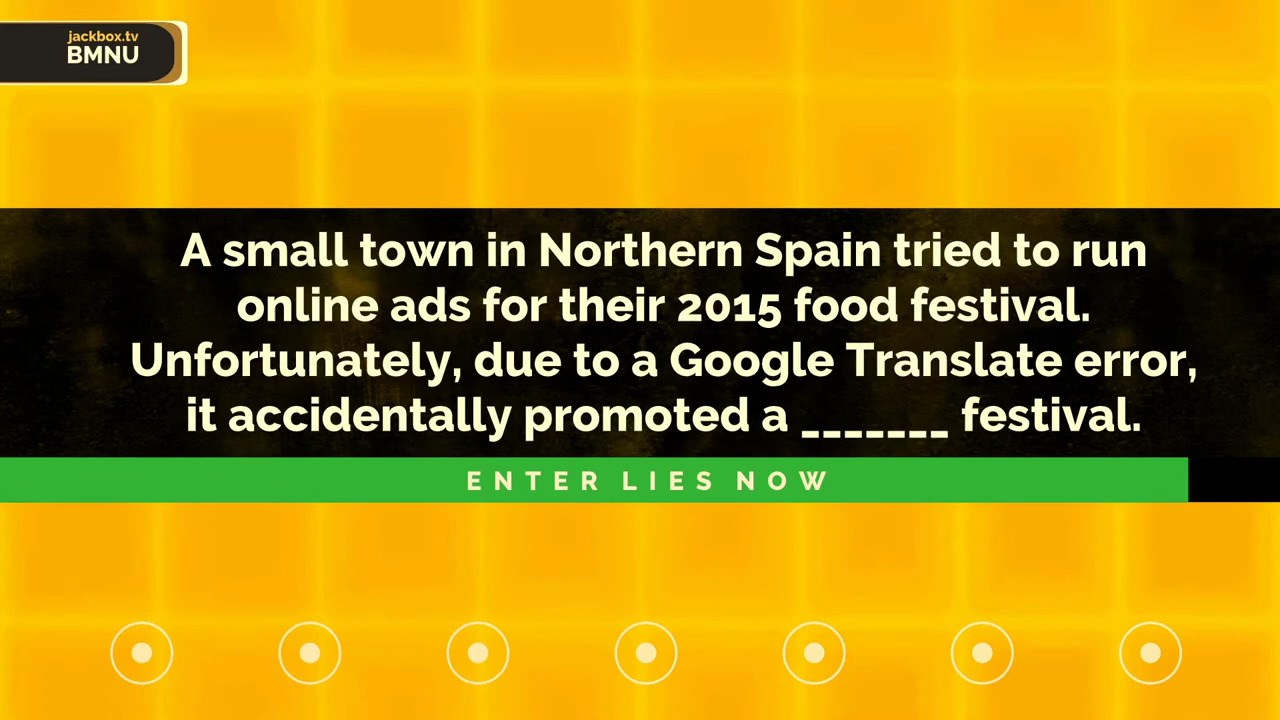 jackbox.tv
BMNU
A small town in Northern Spain tried to run
online ads for their 2015 food festival.
Unfortunately, due to a Google Translate error,
it accidentally promoted a _______ festival.
ENTER LIES NOW